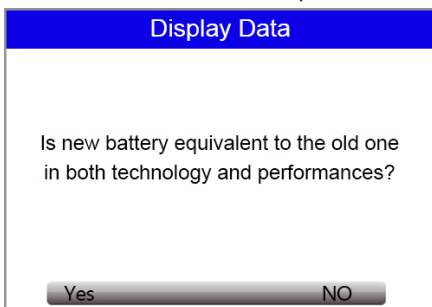 Display Data
Is new battery equivalent to the old one
in both technology and performances?
Yes NO